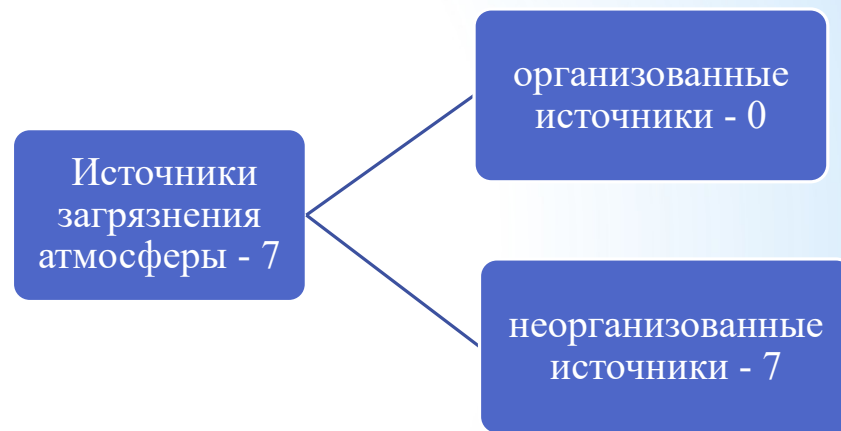 Источники
загрязнения
атмосферы - 7
организованные
источники - 0
неорганизованные
источники - 7